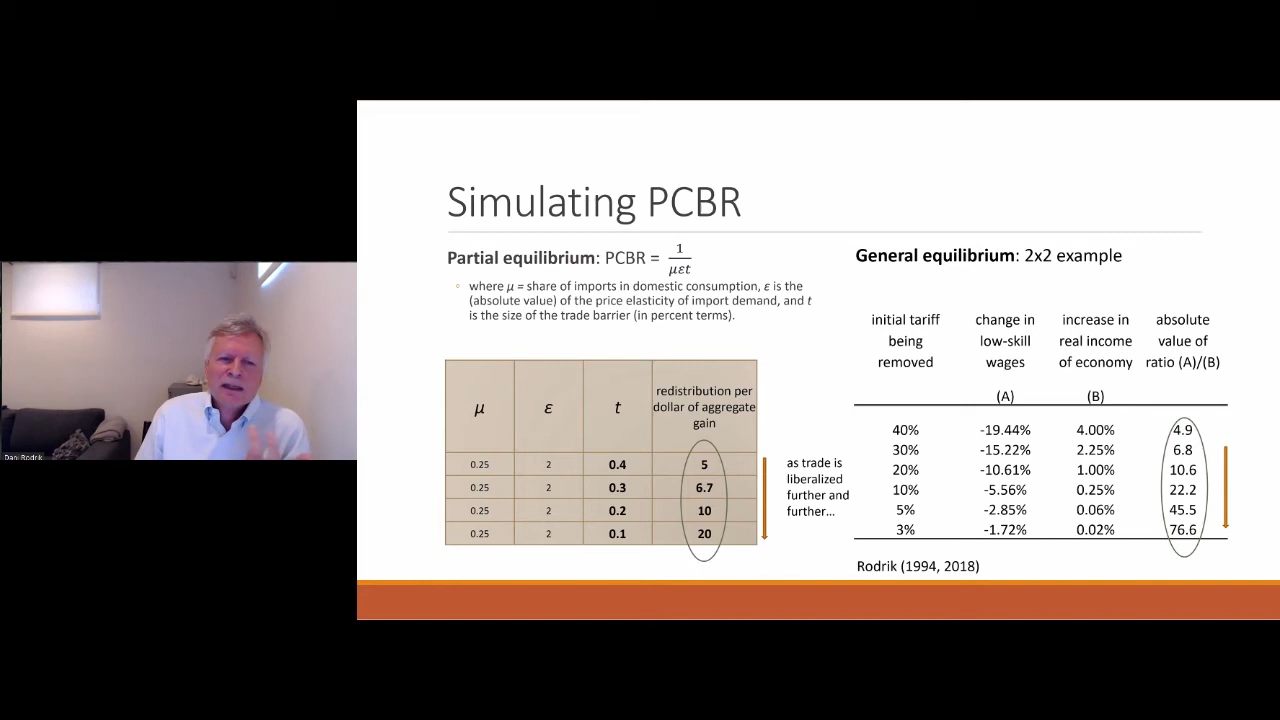 Simulating PCBR
Partial equilibrium: PCBR = 1/μεt
where μ = share of imports in domestic consumption, ε is the
(absolute value) of the price elasticity of import demand, and t
is the size of the trade barrier (in percent terms).
μ ε t redistribution per
dollar of aggregate
gain
0.25 2 0.4 5
0.25 2 0.3 6.7
0.25 2 0.2 10
0.25 2 0.1 20
as trade is
liberalized
further and
further...
General equilibrium: 2x2 example
initial tariff change in increase in absolute
being low-skill real income value of
removed wages of economy ratio (A)/(B)
(A) (B)
40% -19.44% 4.00% 4.9
30% -15.22% 2.25% 6.8
20% -10.61% 1.00% 10.6
10% -5.56% 0.25% 22.2
5% -2.85% 0.06% 45.5
3% -1.72% 0.02% 76.6
Rodrik (1994, 2018)
Dani Rodrik